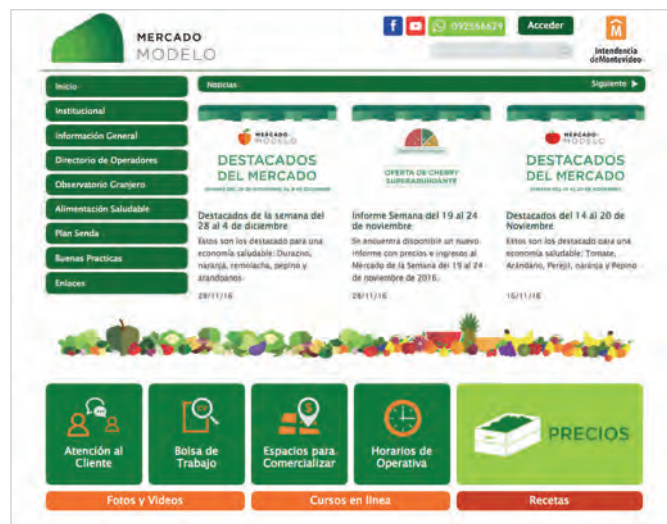 MERCADO
MODELO
092556629
Acceder
Intendencia
deMontevideo
Inicio
Institucional
Información General
Directorio de Operadores
Observatorio Granjero
Alimentación Saludable
Plan Senda
Buenas Practicas
Enlaces
Noticias
Siguiente
MERCADO
MODELO
DESTACADOS
DEL MERCADO
Destacados de la semana del
28 al 4 de diciembre
Estos son los destacado para una
economía saludable: Durazno,
naranja, remolacha, pepino y
arandoanos
29/11/16
OFERTA DE CHERRY
SUPERABUNDANTE
Informe Semana del 19 al 24
de noviembre
Se encuentra disponible un nuevo
informe con precios e ingresos al
Mercado de la Semana del 19 al 24
de noviembre de 2016.
28/11/16
MERCADO
MODELO
DESTACADOS
DEL MERCADO
Destacados del 14 al 20 de
Noviembre
Estos son los destacado para una
economía saludable: Tomate,
Arándano, Perejil, naranja y Pepino
16/11/16
Atención al
Cliente
CV
Bolsa de
Trabajo
$
Espacios para
Comercializar
Horarios de
Operativa
PRECIOS
Fotos y Videos
Cursos en línea
Recetas